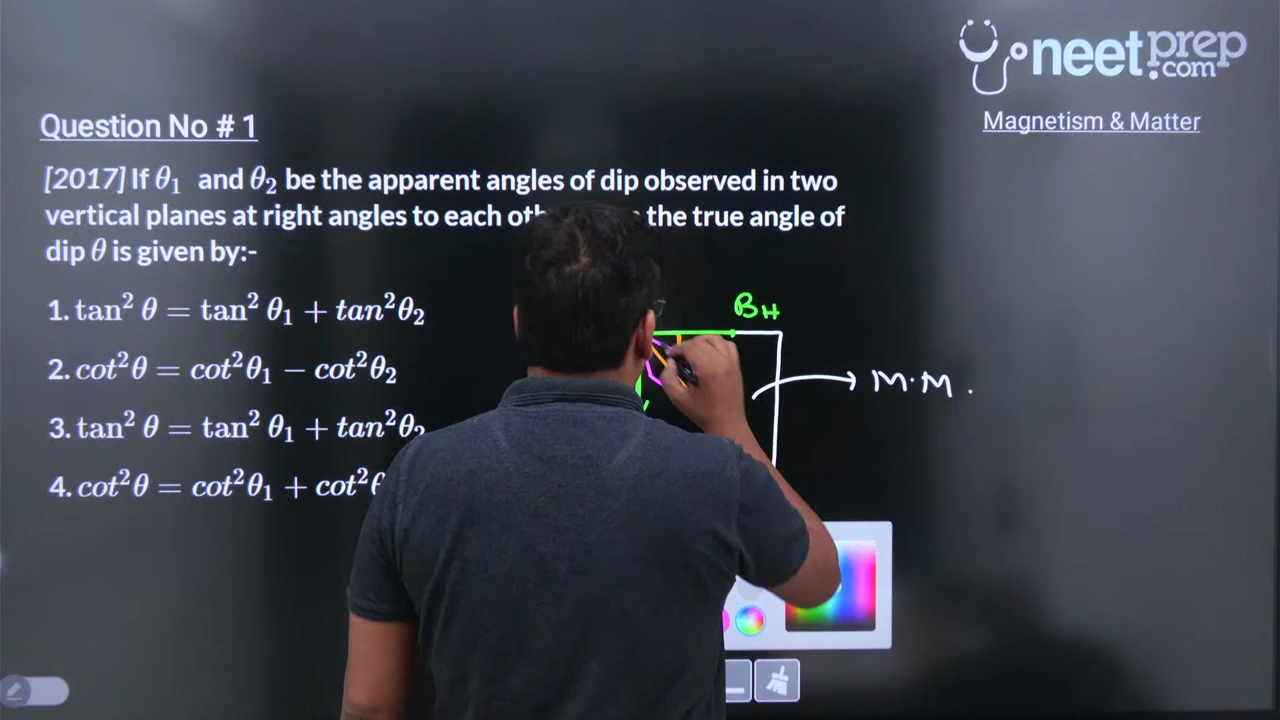 neetprep
.com
Magnetism & Matter
Question No # 1
[2017] If θ₁ and θ₂ be the apparent angles of dip observed in two
vertical planes at right angles to each the true angle of
dip θ is given by:-
1. tan² θ = tan² θ₁ + tan²θ₂
2. cot²θ = cot²θ₁ − cot²θ₂
3. tan² θ = tan² θ₁ + tan²θ₂
4. cot²θ = cot²θ₁ + cot²
BH
M.M.